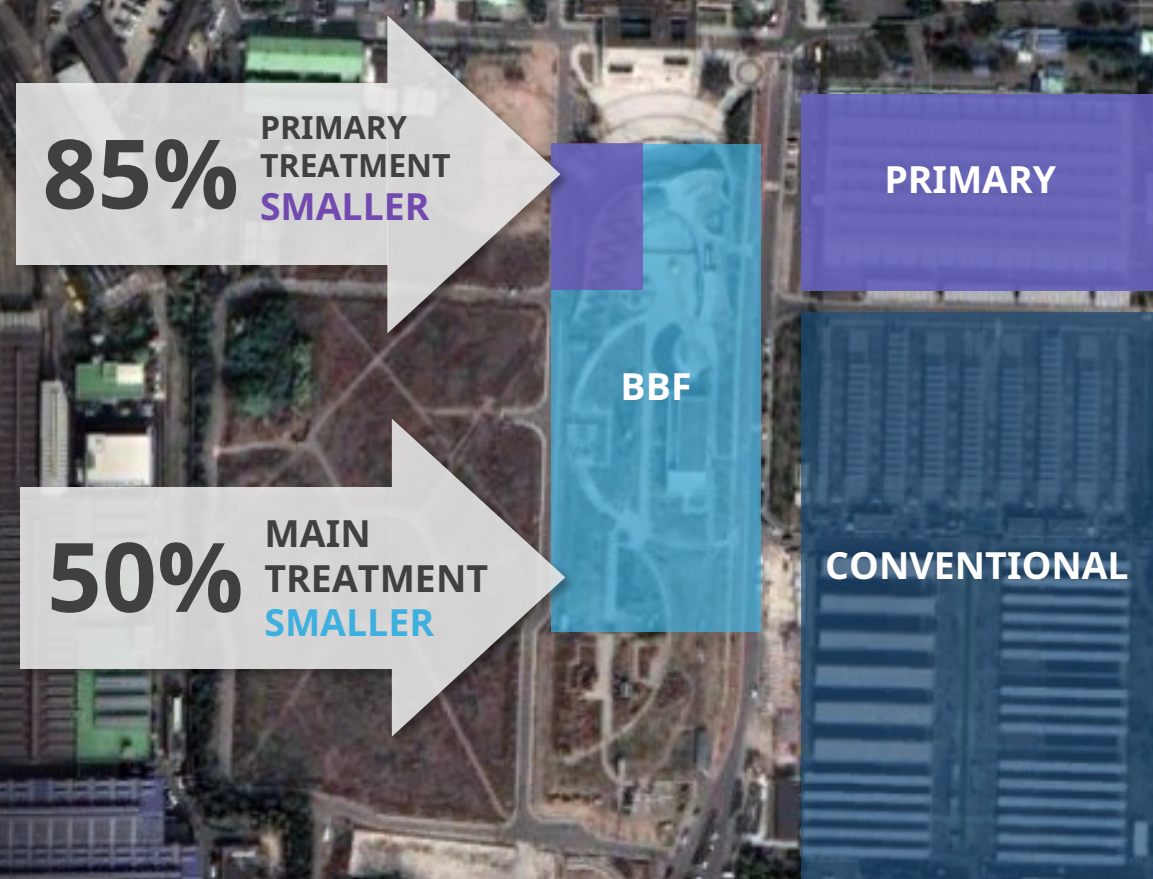 85%
PRIMARY
TREATMENT
SMALLER
PRIMARY
BBF
50%
MAIN
TREATMENT
SMALLER
CONVENTIONAL